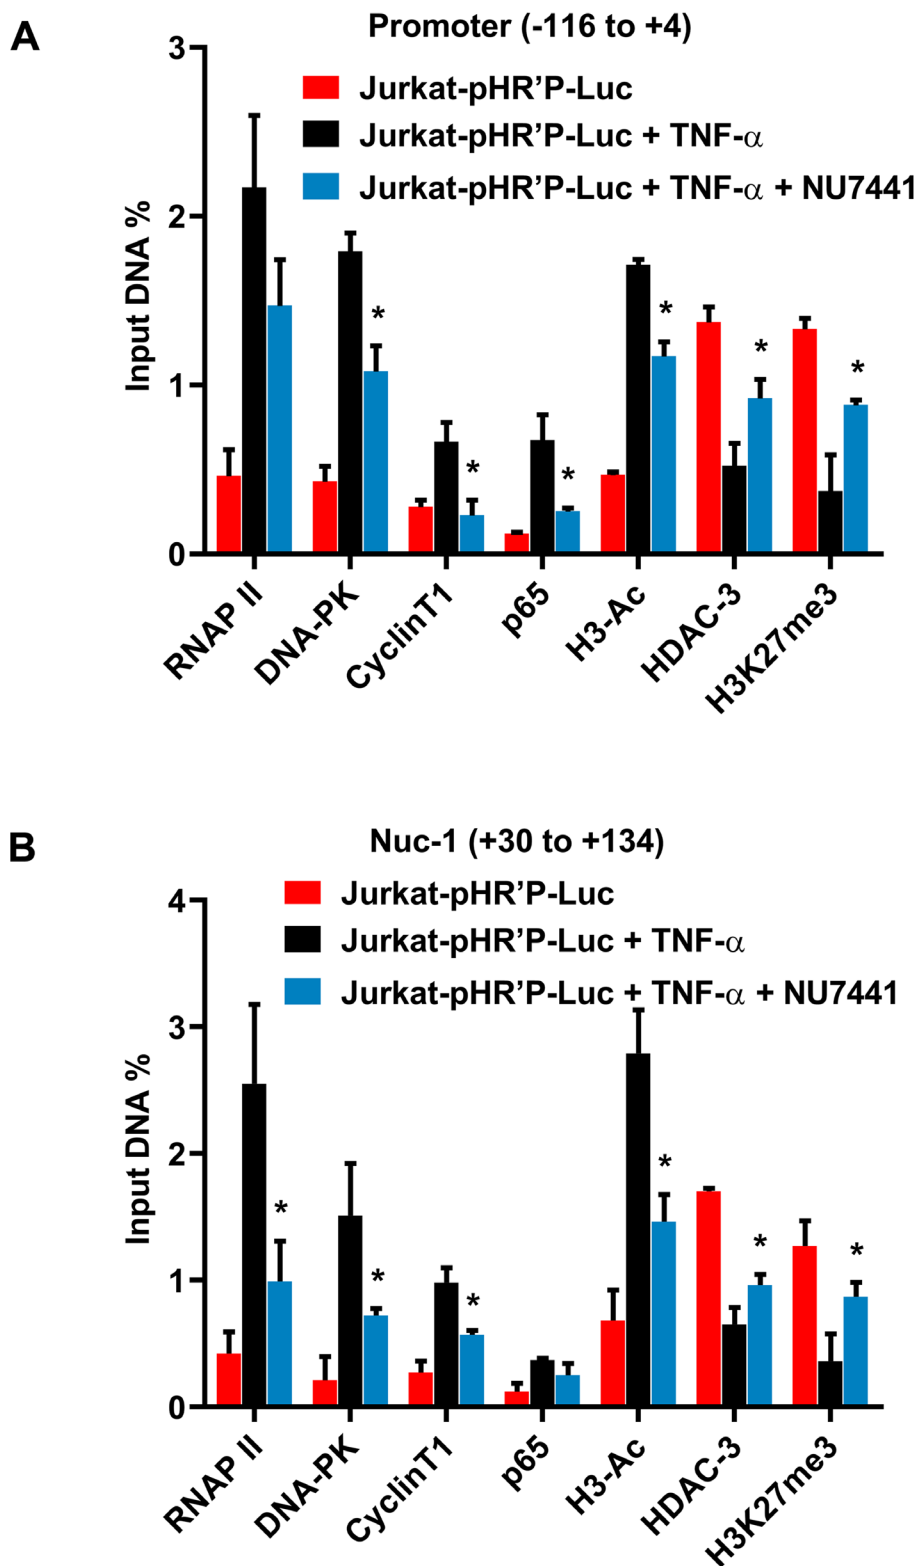 A
Promoter (-116 to +4)
3
2
1
0
Input DNA %
Jurkat-pHR’P-Luc
Jurkat-pHR’P-Luc + TNF-α
Jurkat-pHR’P-Luc + TNF-α + NU7441
*
*
*
*
*
*
RNAP II
DNA-PK
CyclinT1
p65
H3-Ac
HDAC-3
H3K27me3
B
Nuc-1 (+30 to +134)
4
3
2
1
0
Input DNA %
Jurkat-pHR’P-Luc
Jurkat-pHR’P-Luc + TNF-α
Jurkat-pHR’P-Luc + TNF-α + NU7441
*
*
*
*
*
*
RNAP II
DNA-PK
CyclinT1
p65
H3-Ac
HDAC-3
H3K27me3